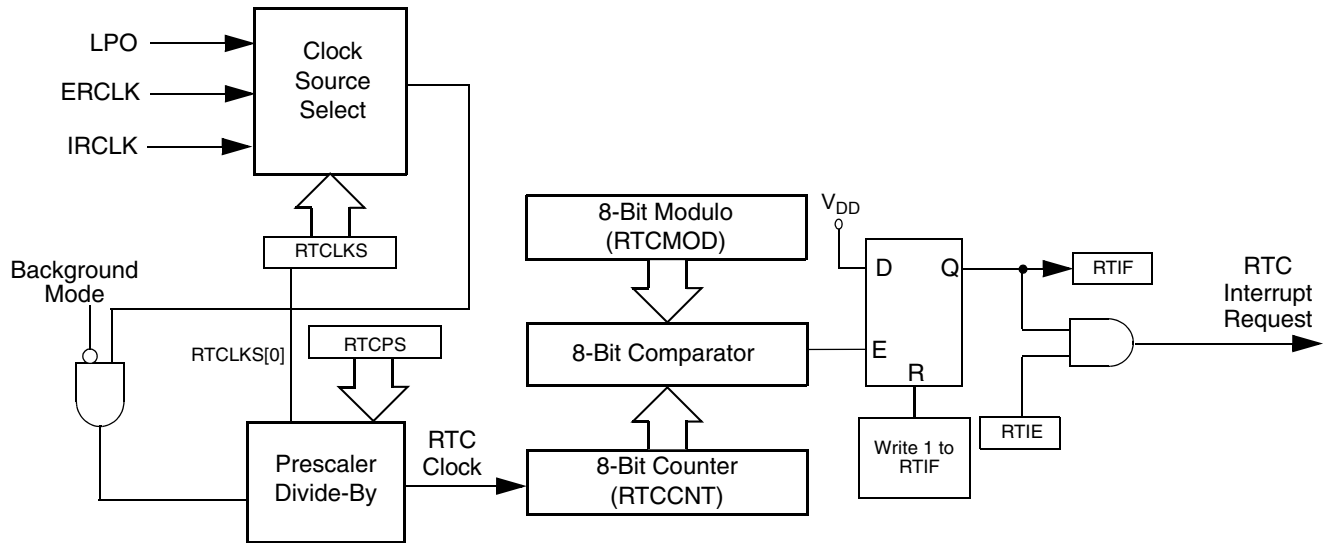 LPO
ERCLK
IRCLK
Clock
Source
Select
RTCLKS
Background
Mode
RTCLKS[0]
RTCPS
Prescaler
Divide-By
RTC
Clock
8-Bit Modulo
(RTCMOD)
8-Bit Comparator
8-Bit Counter
(RTCCNT)
VDD
D
Q
E
R
Write 1 to
RTIF
RTIF
RTIE
RTC
Interrupt
Request